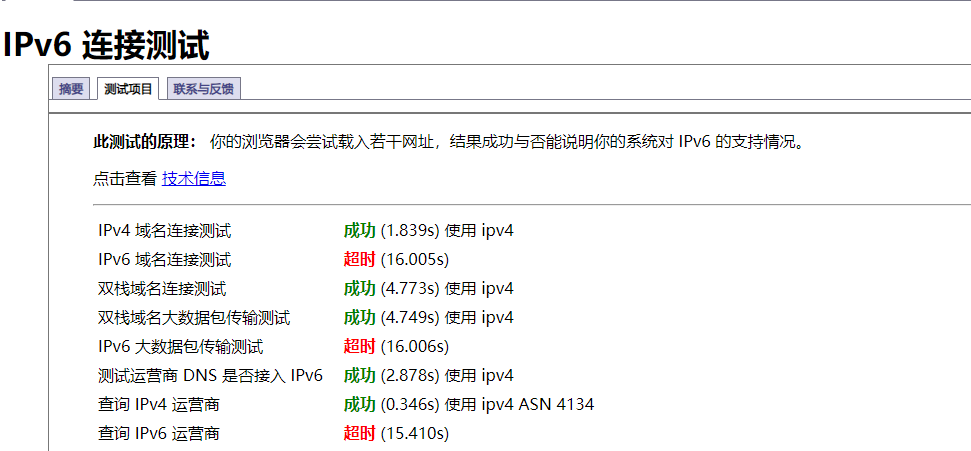 IPv6 连接测试
摘要 测试项目 联系与反馈
此测试的原理： 你的浏览器会尝试载入若干网址，结果成功与否能说明你的系统对 IPv6 的支持情况。
点击查看 技术信息
IPv4 域名连接测试 成功 (1.839s) 使用 ipv4
IPv6 域名连接测试 超时 (16.005s)
双栈域名连接测试 成功 (4.773s) 使用 ipv4
双栈域名大数据包传输测试 成功 (4.749s) 使用 ipv4
IPv6 大数据包传输测试 超时 (16.006s)
测试运营商 DNS 是否接入 IPv6 成功 (2.878s) 使用 ipv4
查询 IPv4 运营商 成功 (0.346s) 使用 ipv4 ASN 4134
查询 IPv6 运营商 超时 (15.410s)